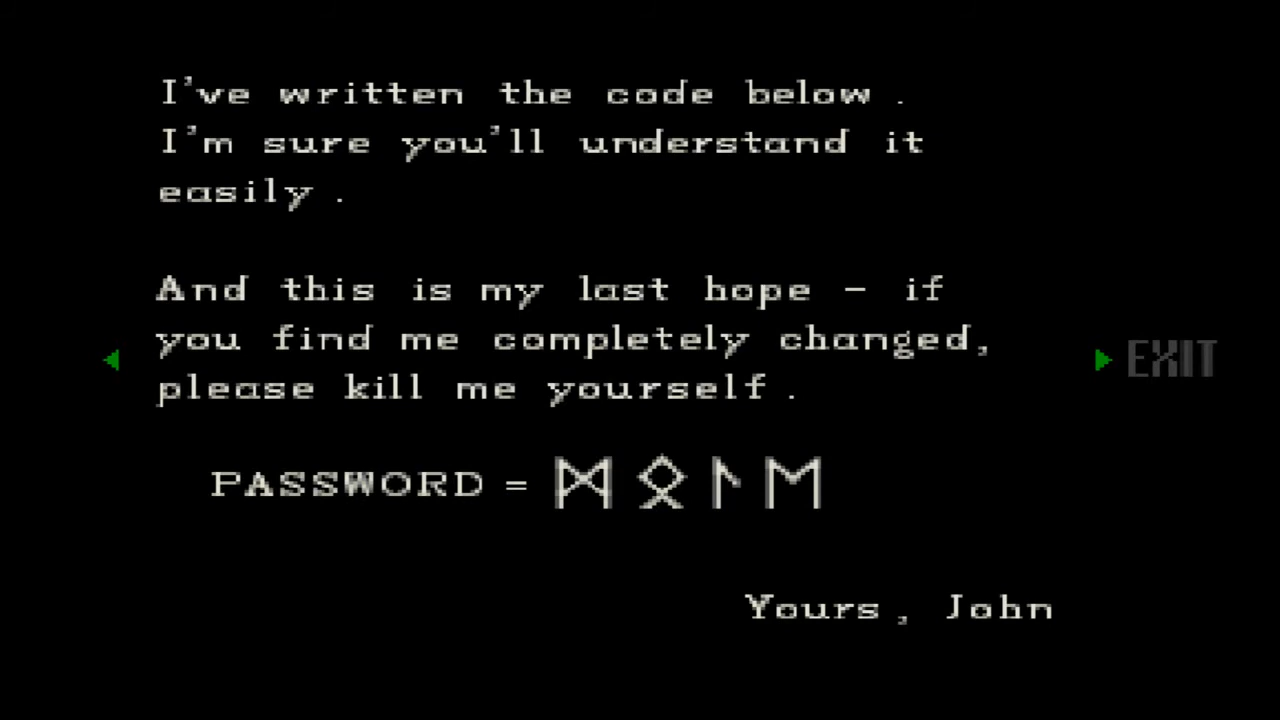 I've written the code below .
I'm sure you'll understand it
easily .
And this is my last hope – if
you find me completely changed,
please kill me yourself .
EXIT
PASSWORD = ᛗ ᛟ ᛚ ᛖ
Yours , John